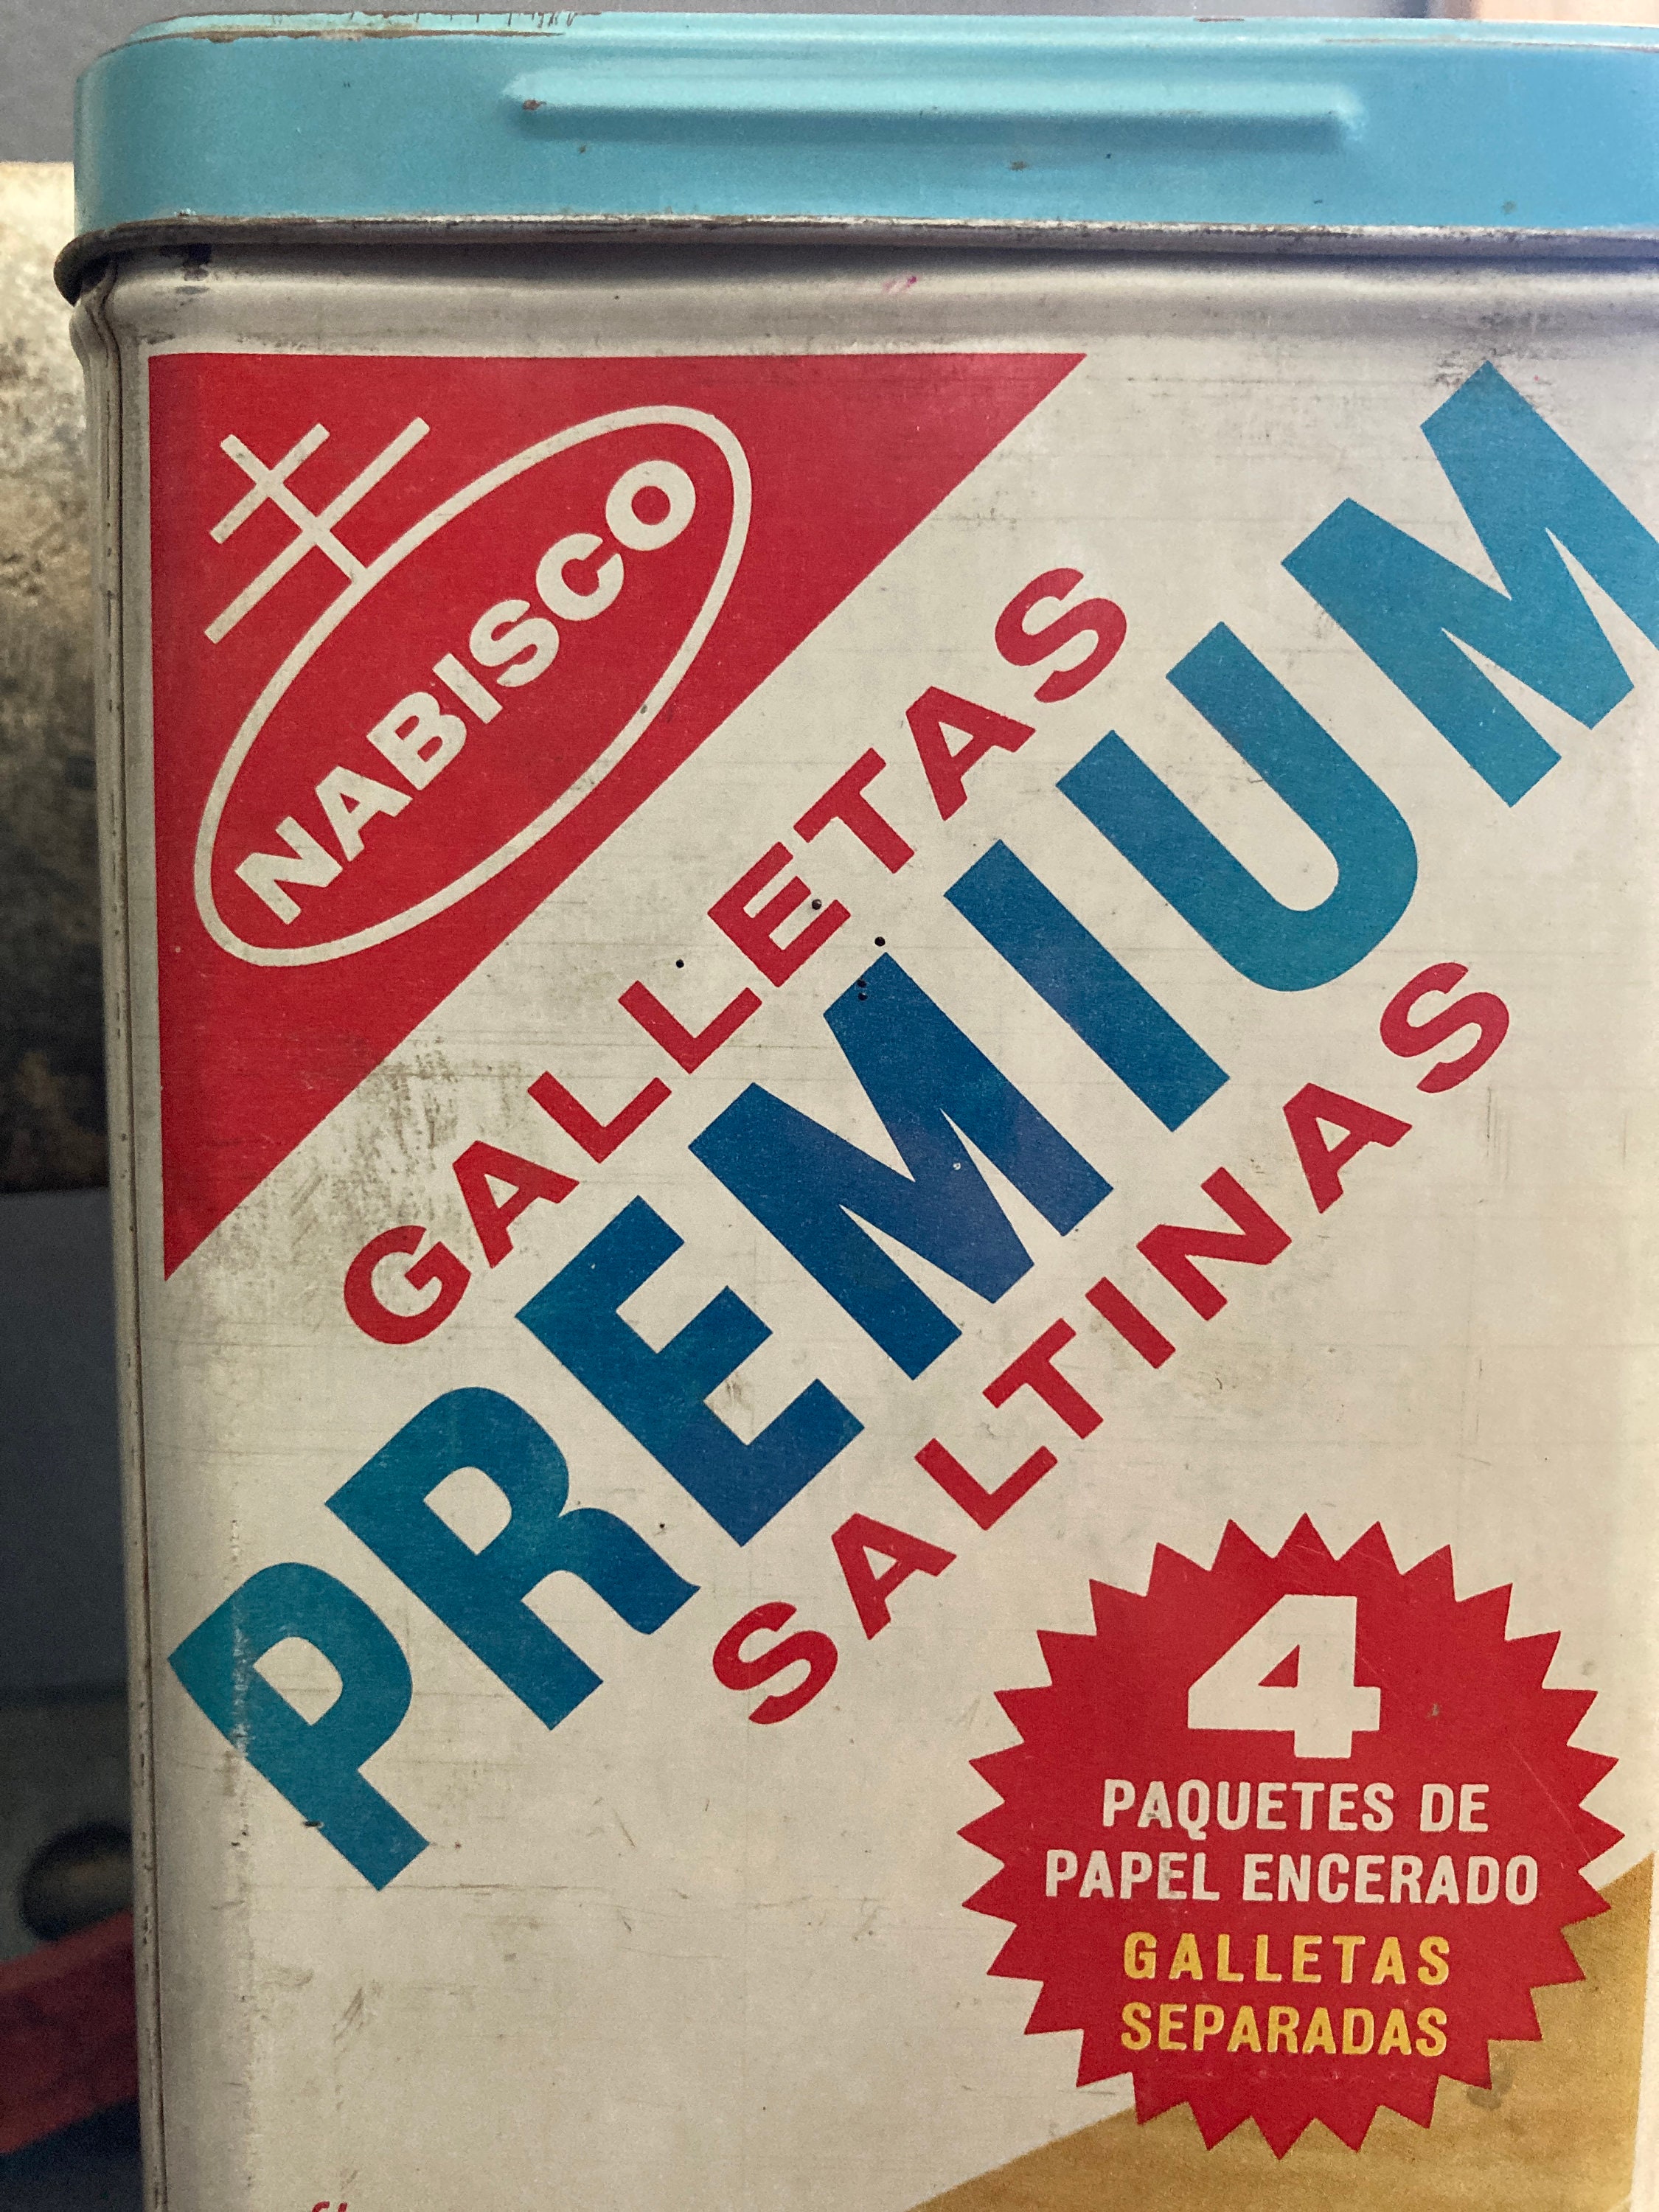 NABISCO
GALLETAS
PREMIUM
SALTINAS
4
PAQUETES DE
PAPEL ENCERADO
GALLETAS
SEPARADAS